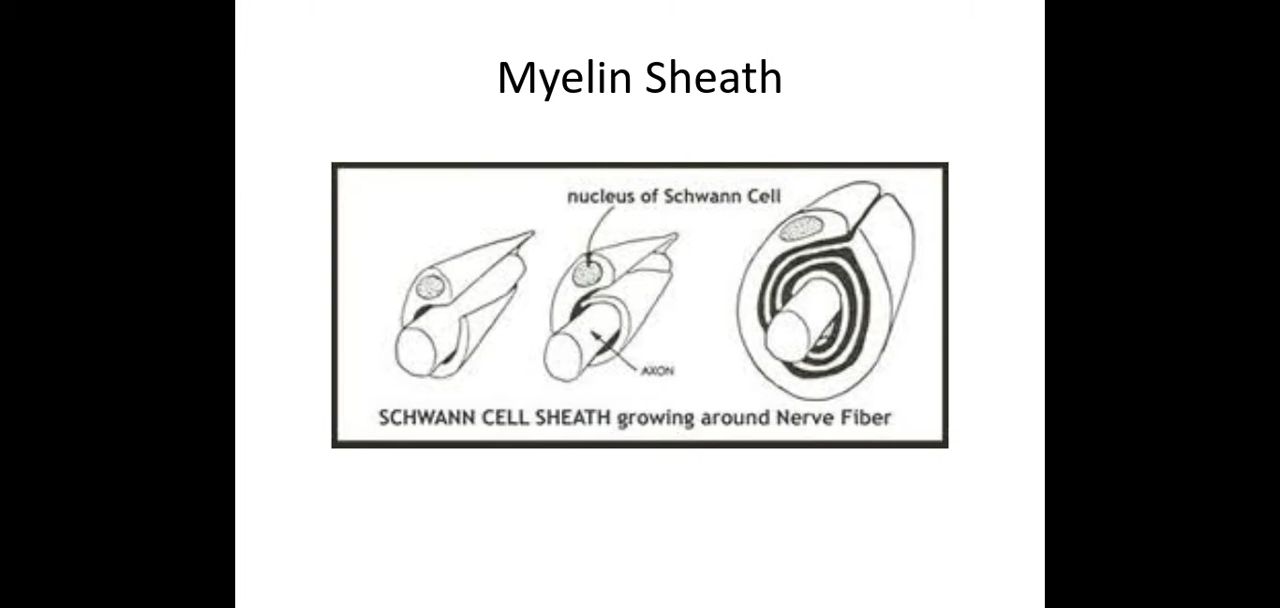 Myelin Sheath
nucleus of Schwann Cell
AXON
SCHWANN CELL SHEATH growing around Nerve Fiber